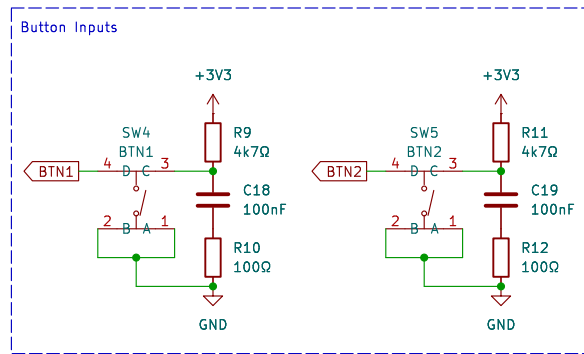 Button Inputs
+3V3
+3V3
SW4
BTN1
R9
4k7Ω
SW5
BTN2
R11
4k7Ω
BTN1
4
D
C
3
BTN2
4
D
C
3
C18
100nF
C19
100nF
2
B
A
1
2
B
A
1
R10
100Ω
R12
100Ω
GND
GND